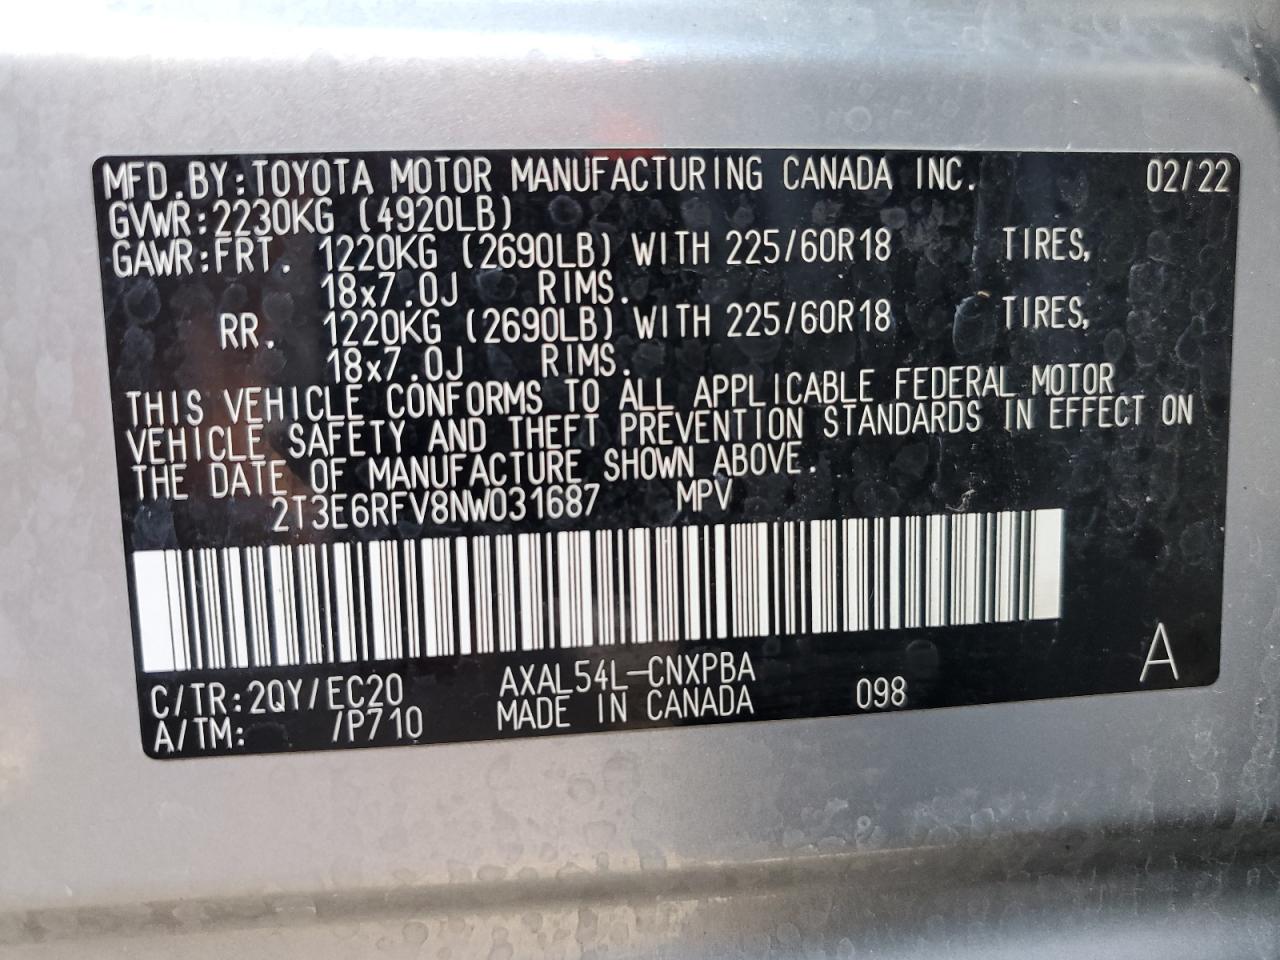 MFD.BY:TOYOTA MOTOR MANUFACTURING CANADA INC. 02/22
GVWR:2230KG (4920LB)
GAWR:FRT. 1220KG (2690LB) WITH 225/60R18 TIRES,
18x7.0J RIMS.
RR. 1220KG (2690LB) WITH 225/60R18 TIRES,
18x7.0J RIMS.
THIS VEHICLE CONFORMS TO ALL APPLICABLE FEDERAL MOTOR
VEHICLE SAFETY AND THEFT PREVENTION STANDARDS IN EFFECT ON
THE DATE OF MANUFACTURE SHOWN ABOVE.
2T3E6RFV8NW031687 MPV
C/TR:2QY/EC20 AXAL54L-CNXPBA 098 A
A/TM: /P710 MADE IN CANADA